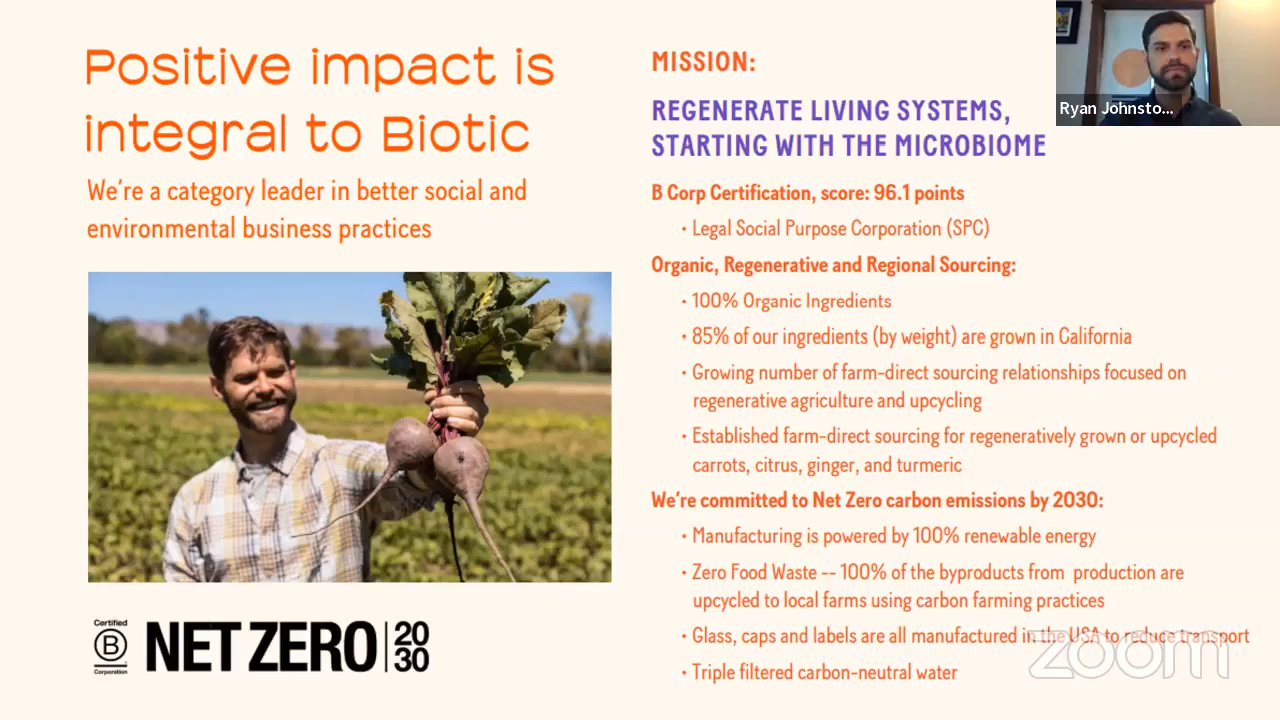 Positive impact is
integral to Biotic
We're a category leader in better social and
environmental business practices
Certified
B
Corporation
NET ZERO
20
30
MISSION:
REGENERATE LIVING SYSTEMS,
STARTING WITH THE MICROBIOME
B Corp Certification, score: 96.1 points
• Legal Social Purpose Corporation (SPC)
Organic, Regenerative and Regional Sourcing:
• 100% Organic Ingredients
• 85% of our ingredients (by weight) are grown in California
• Growing number of farm-direct sourcing relationships focused on
regenerative agriculture and upcycling
• Established farm-direct sourcing for regeneratively grown or upcycled
carrots, citrus, ginger, and turmeric
We're committed to Net Zero carbon emissions by 2030:
• Manufacturing is powered by 100% renewable energy
• Zero Food Waste -- 100% of the byproducts from production are
upcycled to local farms using carbon farming practices
• Glass, caps and labels are all manufactured in the USA to reduce transport
• Triple filtered carbon-neutral water
Ryan Johnsto...
zoom